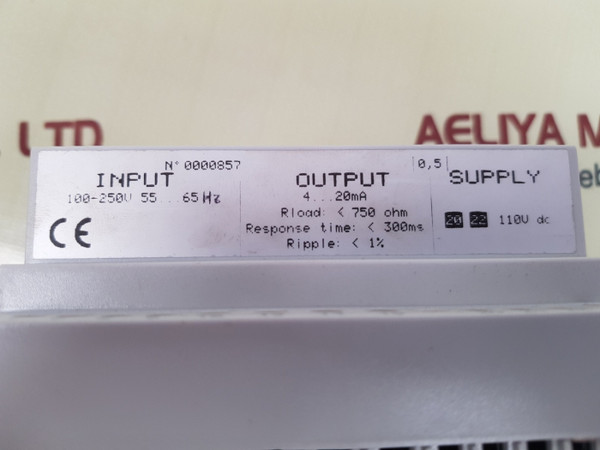 LTD
AELIYA M
eb
N° 0000857
0,5
INPUT
OUTPUT
SUPPLY
100-250V 55...65Hz
4...20mA
Rload: < 750 ohm
20 22 110V dc
Response time: < 300ms
Ripple: < 1%
CE